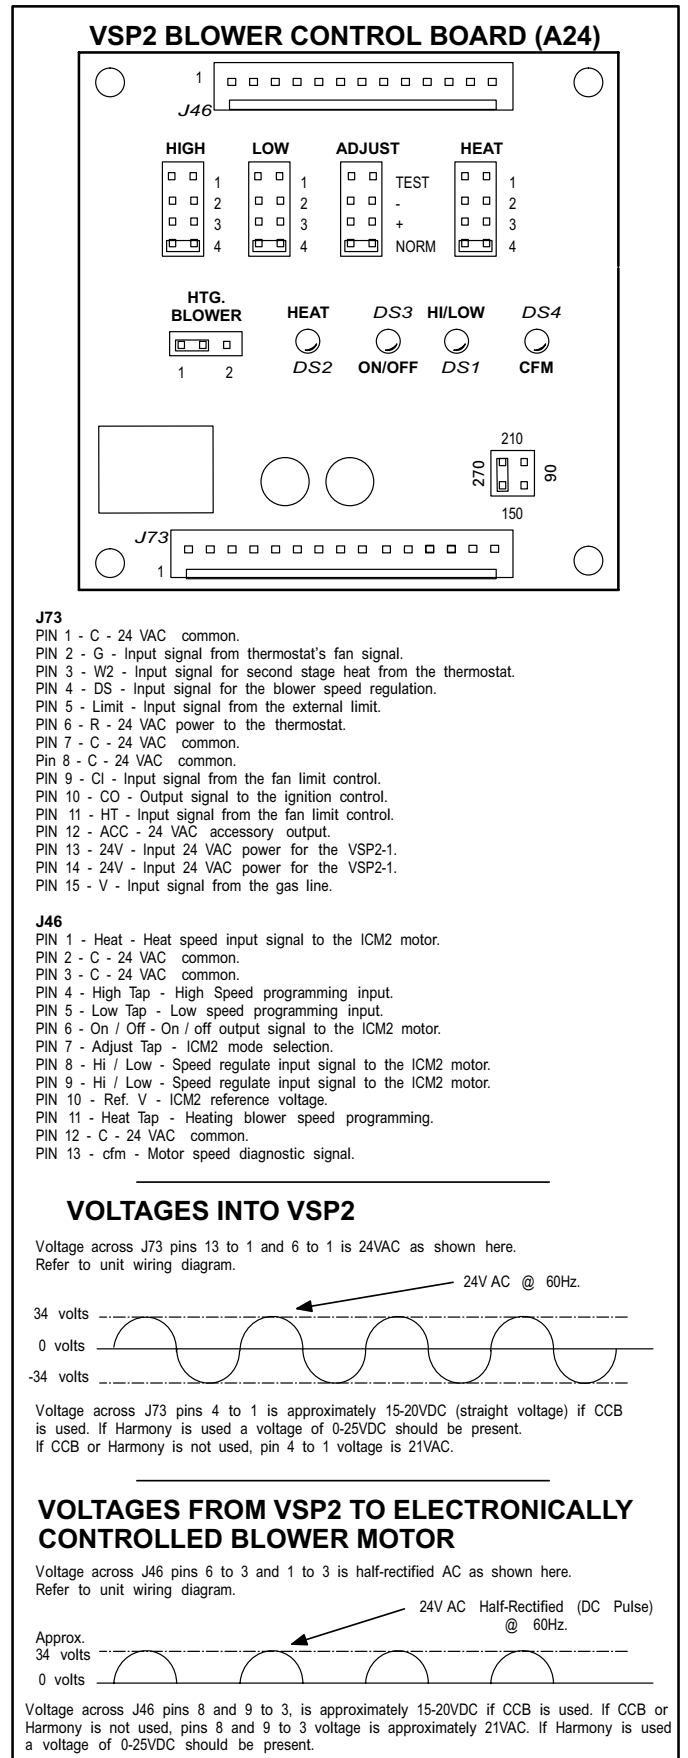 VSP2 BLOWER CONTROL BOARD (A24)
1
J46
HIGH LOW ADJUST HEAT
1 1 TEST 1
2 2 - 2
3 3 + 3
4 4 NORM 4
HTG.
BLOWER
1 2
HEAT DS3 HI/LOW DS4
DS2 ON/OFF DS1 CFM
210
270 90
150
J73
1
J73
PIN 1 - C - 24 VAC common.
PIN 2 - G - Input signal from thermostat's fan signal.
PIN 3 - W2 - Input signal for second stage heat from the thermostat.
PIN 4 - DS - Input signal for the blower speed regulation.
PIN 5 - Limit - Input signal from the external limit.
PIN 6 - R - 24 VAC power to the thermostat.
PIN 7 - C - 24 VAC common.
Pin 8 - C - 24 VAC common.
PIN 9 - CI - Input signal from the fan limit control.
PIN 10 - CO - Output signal to the ignition control.
PIN 11 - HT - Input signal from the fan limit control.
PIN 12 - ACC - 24 VAC accessory output.
PIN 13 - 24V - Input 24 VAC power for the VSP2-1.
PIN 14 - 24V - Input 24 VAC power for the VSP2-1.
PIN 15 - V - Input signal from the gas line.
J46
PIN 1 - Heat - Heat speed input signal to the ICM2 motor.
PIN 2 - C - 24 VAC common.
PIN 3 - C - 24 VAC common.
PIN 4 - High Tap - High Speed programming input.
PIN 5 - Low Tap - Low speed programming input.
PIN 6 - On / Off - On / off output signal to the ICM2 motor.
PIN 7 - Adjust Tap - ICM2 mode selection.
PIN 8 - Hi / Low - Speed regulate input signal to the ICM2 motor.
PIN 9 - Hi / Low - Speed regulate input signal to the ICM2 motor.
PIN 10 - Ref. V - ICM2 reference voltage.
PIN 11 - Heat Tap - Heating blower speed programming.
PIN 12 - C - 24 VAC common.
PIN 13 - cfm - Motor speed diagnostic signal.
VOLTAGES INTO VSP2
Voltage across J73 pins 13 to 1 and 6 to 1 is 24VAC as shown here.
Refer to unit wiring diagram.
24V AC @ 60Hz.
34 volts
0 volts
-34 volts
Voltage across J73 pins 4 to 1 is approximately 15-20VDC (straight voltage) if CCB
is used. If Harmony is used a voltage of 0-25VDC should be present.
If CCB or Harmony is not used, pin 4 to 1 voltage is 21VAC.
VOLTAGES FROM VSP2 TO ELECTRONICALLY
CONTROLLED BLOWER MOTOR
Voltage across J46 pins 6 to 3 and 1 to 3 is half-rectified AC as shown here.
Refer to unit wiring diagram.
24V AC Half-Rectified (DC Pulse)
@ 60Hz.
Approx.
34 volts
0 volts
Voltage across J46 pins 8 and 9 to 3, is approximately 15-20VDC if CCB is used. If CCB or
Harmony is not used, pins 8 and 9 to 3 voltage is approximately 21VAC. If Harmony is used
a voltage of 0-25VDC should be present.